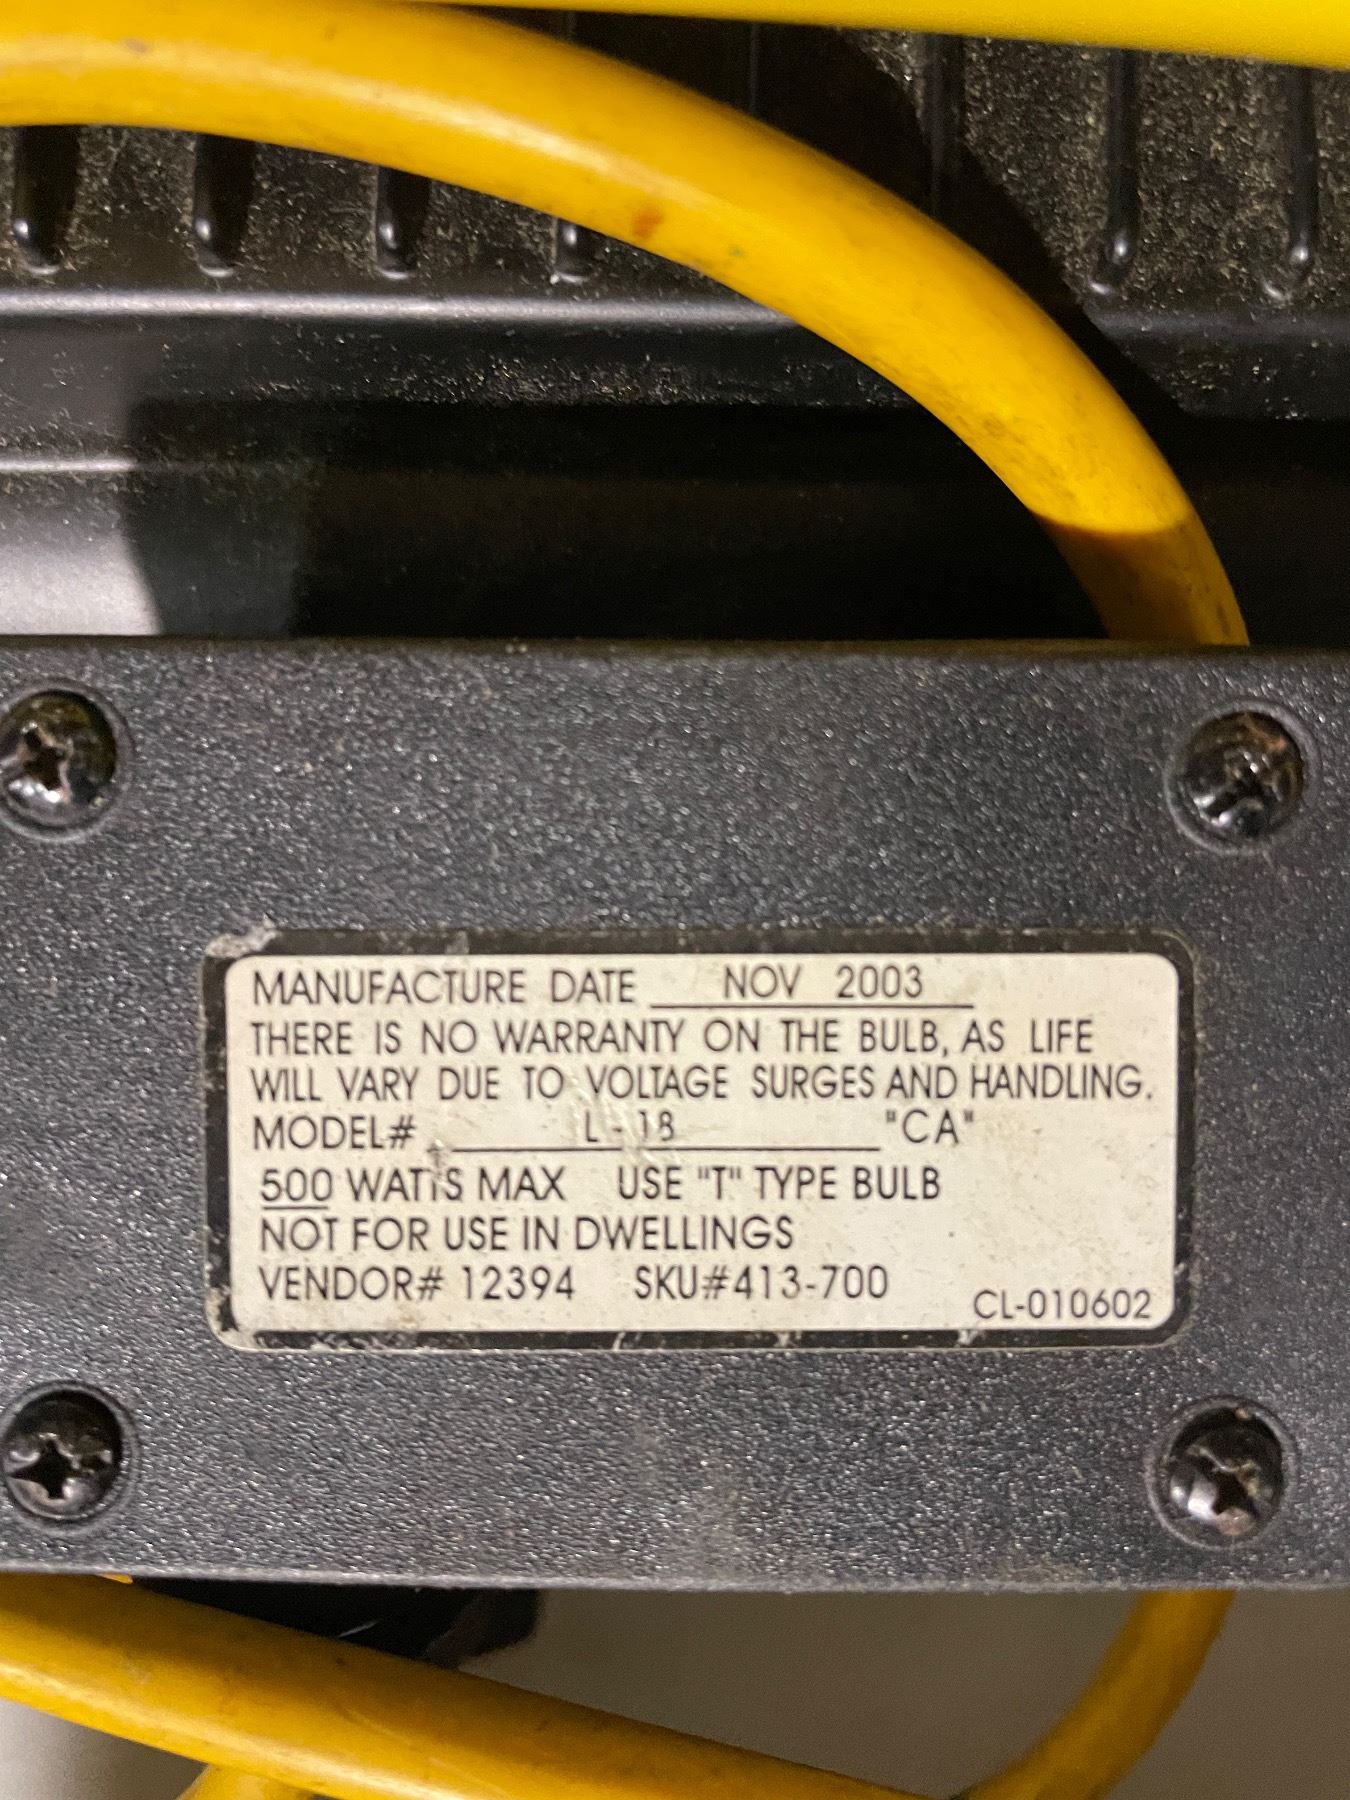 MANUFACTURE DATE NOV 2003
THERE IS NO WARRANTY ON THE BULB, AS LIFE
WILL VARY DUE TO VOLTAGE SURGES AND HANDLING.
MODEL# L-18 "CA"
500 WATTS MAX USE "T" TYPE BULB
NOT FOR USE IN DWELLINGS
VENDOR# 12394 SKU#413-700
CL-010602